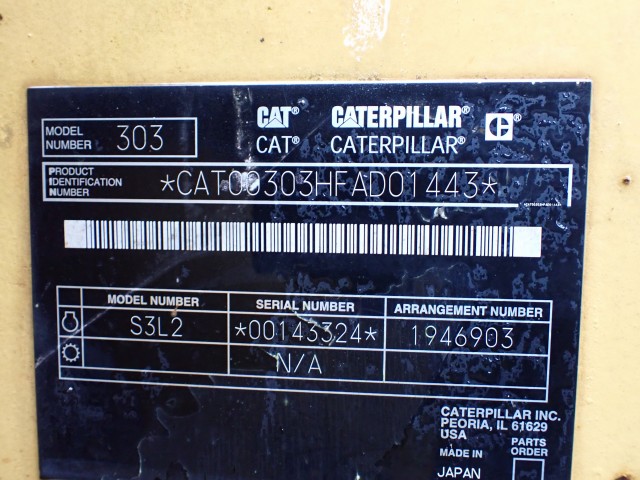 CAT® CATERPILLAR® C
CAT® CATERPILLAR®
MODEL NUMBER 303
PRODUCT IDENTIFICATION NUMBER *CAT00303HFAD01443*
MODEL NUMBER SERIAL NUMBER ARRANGEMENT NUMBER
S3L2 *00143324* 1946903
N/A
CATERPILLAR INC.
PEORIA, IL 61629
USA
PARTS ORDER
MADE IN
JAPAN